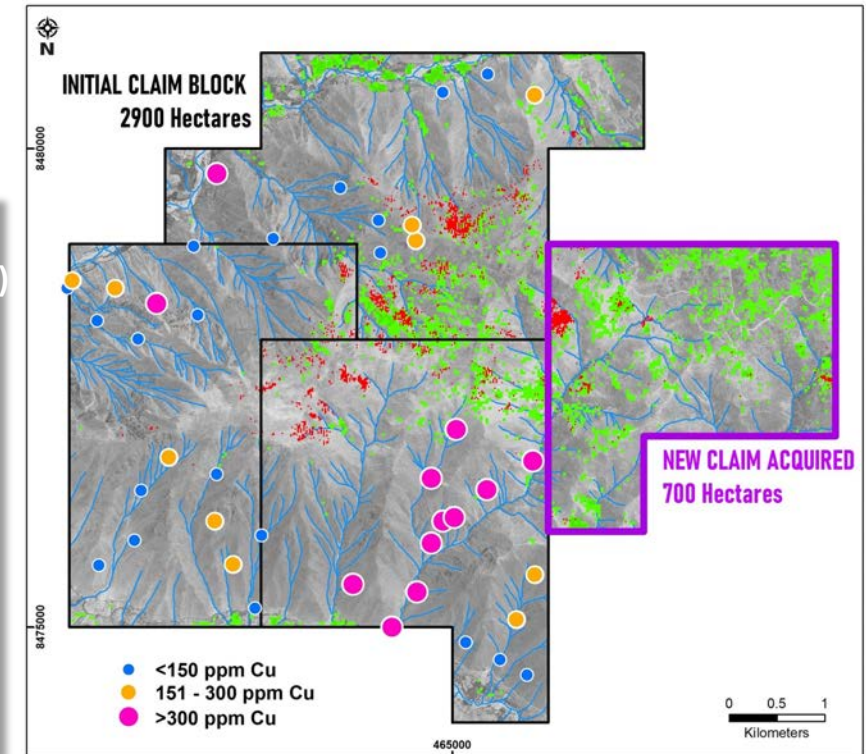 N
INITIAL CLAIM BLOCK
2900 Hectares
8480000
)
NEW CLAIM ACQUIRED
700 Hectares
8475000
<150 ppm Cu
151 - 300 ppm Cu
>300 ppm Cu
0 0.5 1
Kilometers
465000